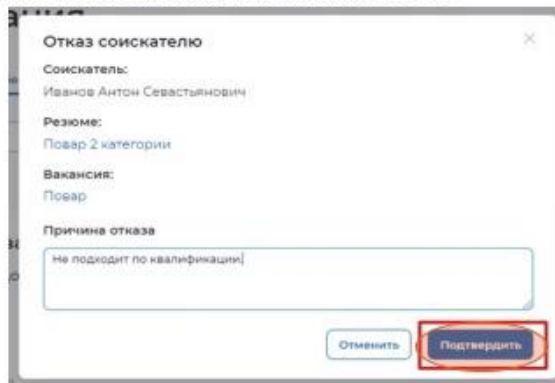 Отказ соискателю
Соискатель:
Иванов Антон Севастьянович
Резюме:
Повар 2 категории
Вакансия:
Повар
Причина отказа
Не подходит по квалификации
Отменить Подтвердить